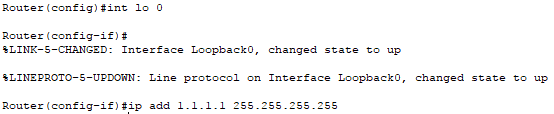 Router(config)#int lo 0
Router(config-if)#
%LINK-5-CHANGED: Interface Loopback0, changed state to up
%LINEPROTO-5-UPDOWN: Line protocol on Interface Loopback0, changed state to up
Router(config-if)#ip add 1.1.1.1 255.255.255.255